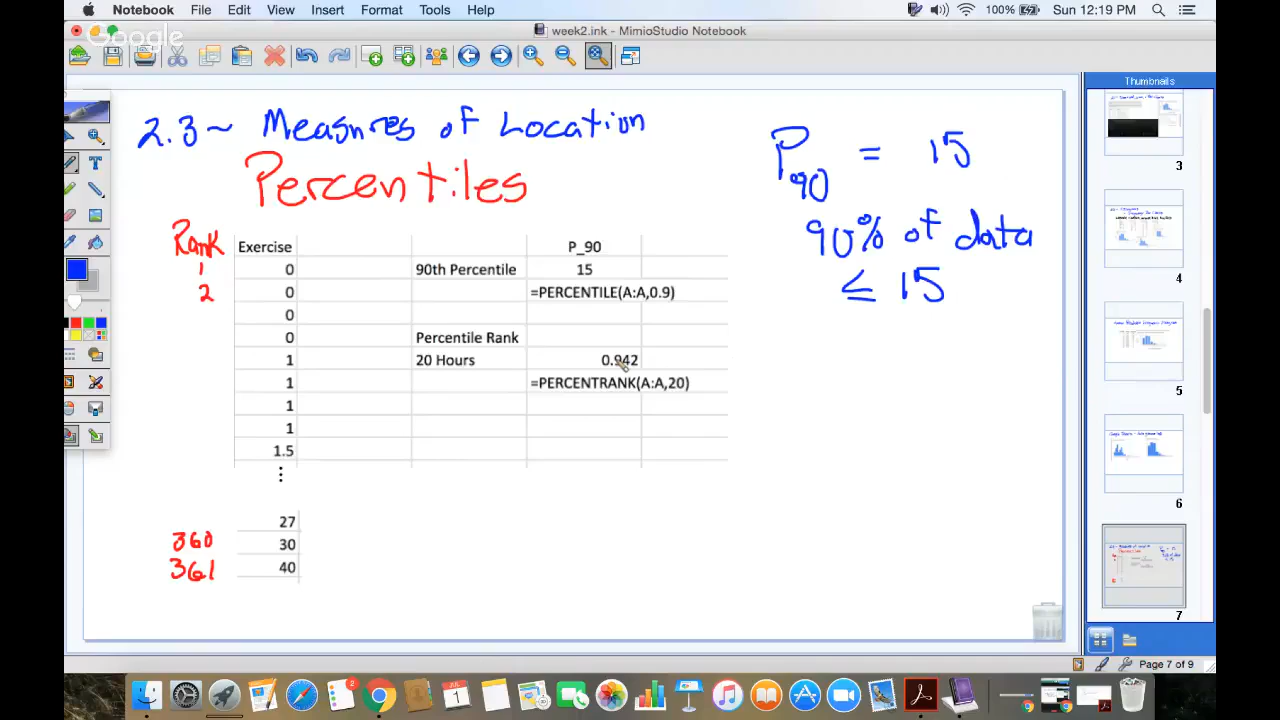 Notebook File Edit View Insert Format Tools Help 100% Sun 12:19 PM
Google
week2.ink - MimioStudio Notebook
Thumbnails
2.3~ Measures of Location
Percentiles
P90 = 15
90% of data
≤ 15
Rank Exercise P_90
1 0 90th Percentile 15
2 0 =PERCENTILE(A:A,0.9)
0
0 Percentile Rank
1 20 Hours 0.942
1 =PERCENTRANK(A:A,20)
1
1
1.5
⋮
27
360 30
361 40
3
4
5
6
7
Page 7 of 9
2
1